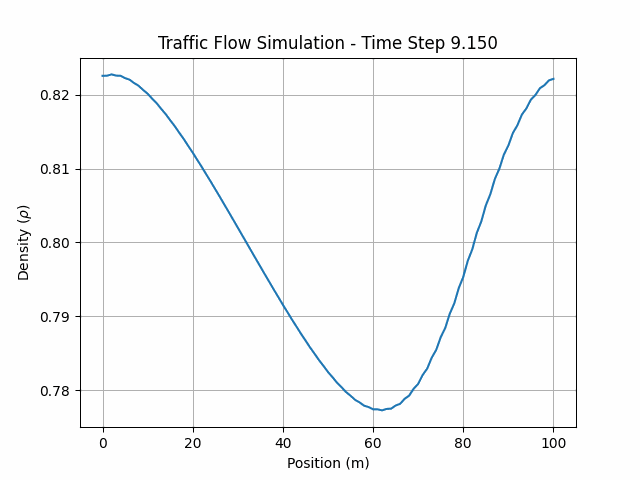 Traffic Flow Simulation - Time Step 9.150
0.82
0.81
0.80
0.79
0.78
Density (ρ)
0 20 40 60 80 100
Position (m)